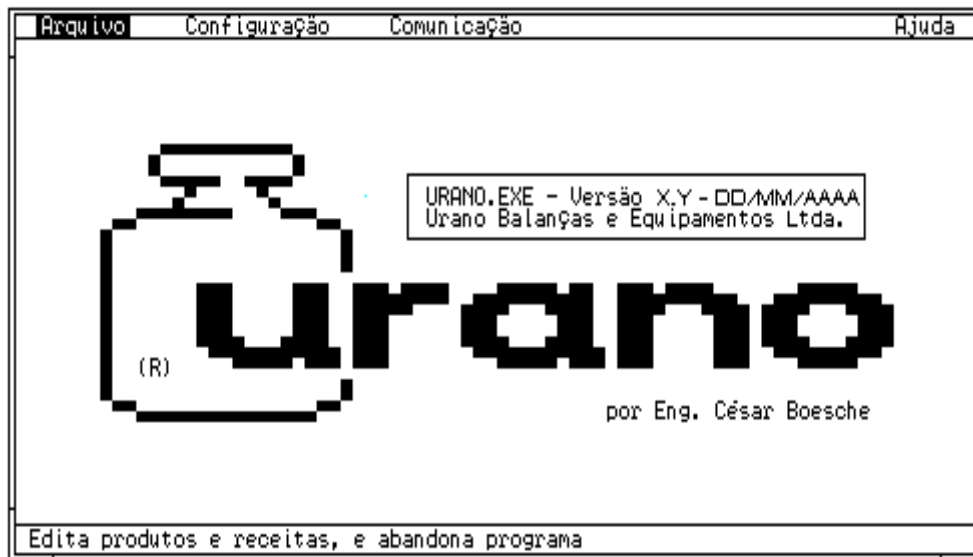 Arquivo Configuração Comunicação Ajuda
URANO.EXE - Versão X.Y - DD/MM/AAAA
Urano Balanças e Equipamentos Ltda.
urano
(R)
por Eng. César Boesche
Edita produtos e receitas, e abandona programa